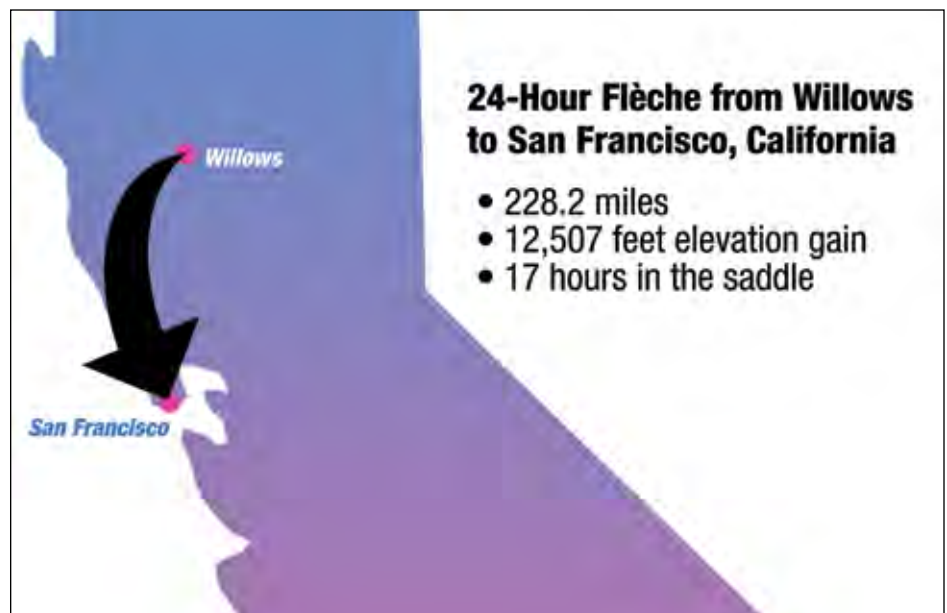 24-Hour Flèche from Willows
to San Francisco, California
• 228.2 miles
• 12,507 feet elevation gain
• 17 hours in the saddle
Willows
San Francisco